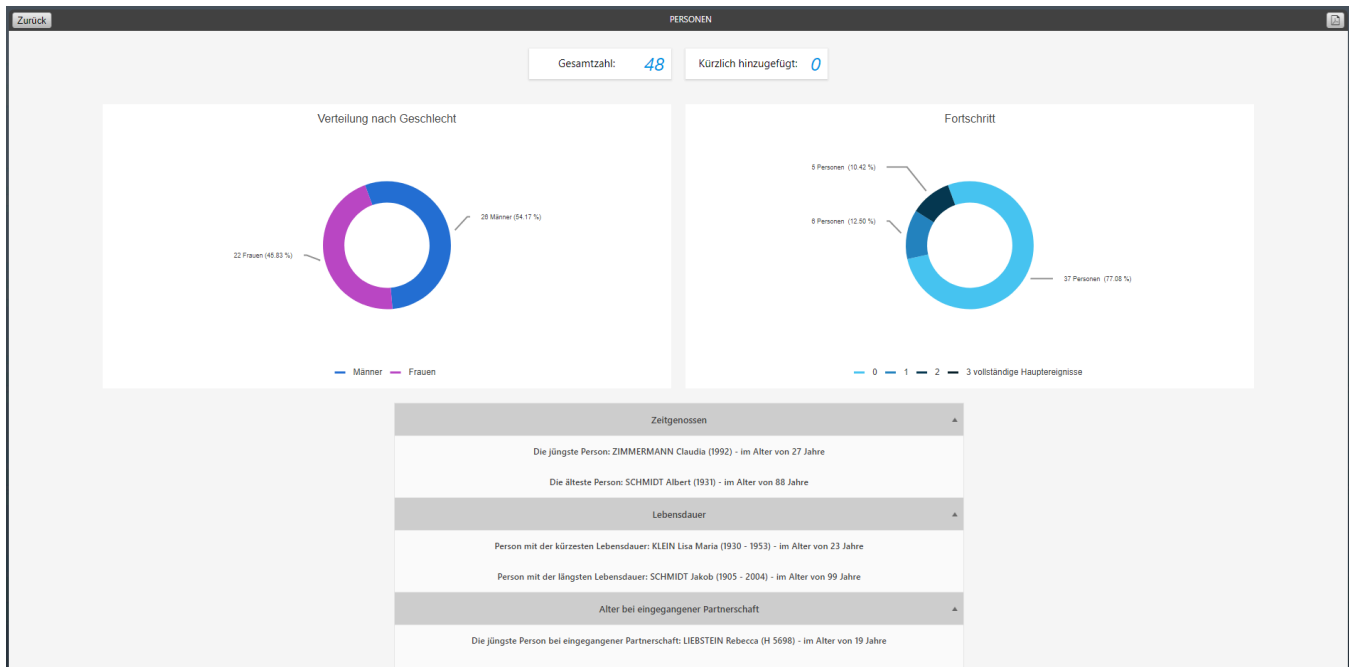 Zurück
PERSONEN
Gesamtzahl: 48
Kürzlich hinzugefügt: 0
Verteilung nach Geschlecht
26 Männer (54.17 %)
22 Frauen (45.83 %)
Männer Frauen
Fortschritt
5 Personen (10.42 %)
6 Personen (12.50 %)
37 Personen (77.08 %)
0 1 2 3 vollständige Hauptereignisse
Zeitgenossen
Die jüngste Person: ZIMMERMANN Claudia (1992) - im Alter von 27 Jahre
Die älteste Person: SCHMIDT Albert (1931) - im Alter von 88 Jahre
Lebensdauer
Person mit der kürzesten Lebensdauer: KLEIN Lisa Maria (1930 - 1953) - im Alter von 23 Jahre
Person mit der längsten Lebensdauer: SCHMIDT Jakob (1905 - 2004) - im Alter von 99 Jahre
Alter bei eingegangener Partnerschaft
Die jüngste Person bei eingegangener Partnerschaft: LIEBSTEIN Rebecca (H 5698) - im Alter von 19 Jahre